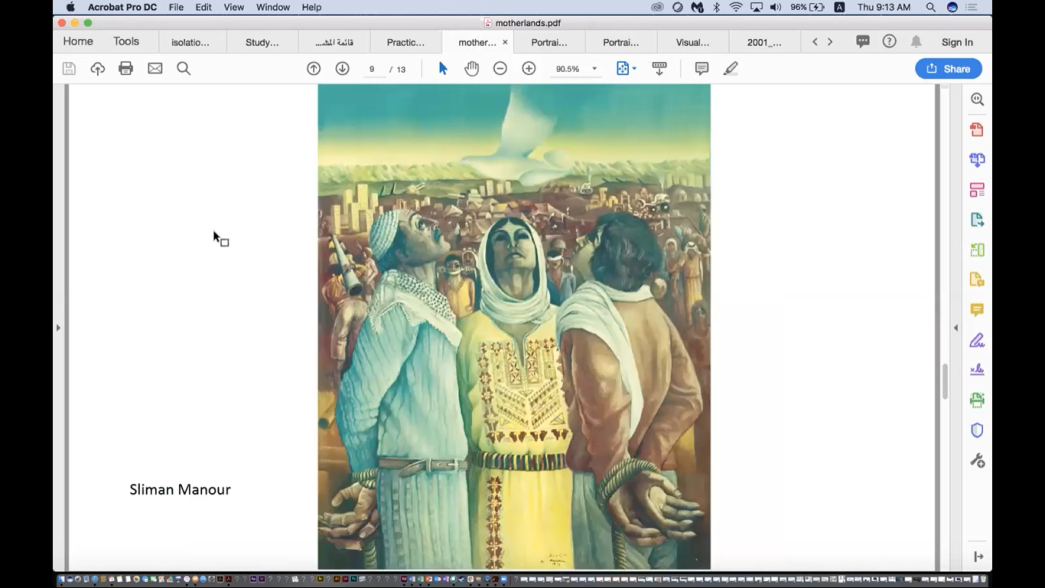 Acrobat Pro DC File Edit View Window Help
96% A Thu 9:13 AM
motherlands.pdf
Home Tools isolatio... Study... قائمة المشـ... Practic... mother... × Portrai... Portrai... Visual... 2001_... Sign In
9 / 13 90.5% Share
Sliman Manour